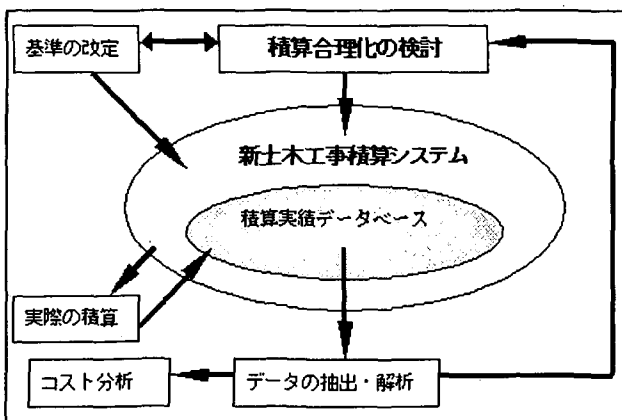 基準の改定
積算合理化の検討
新土木工事積算システム
積算実績データベース
実際の積算
コスト分析
データの抽出・解析